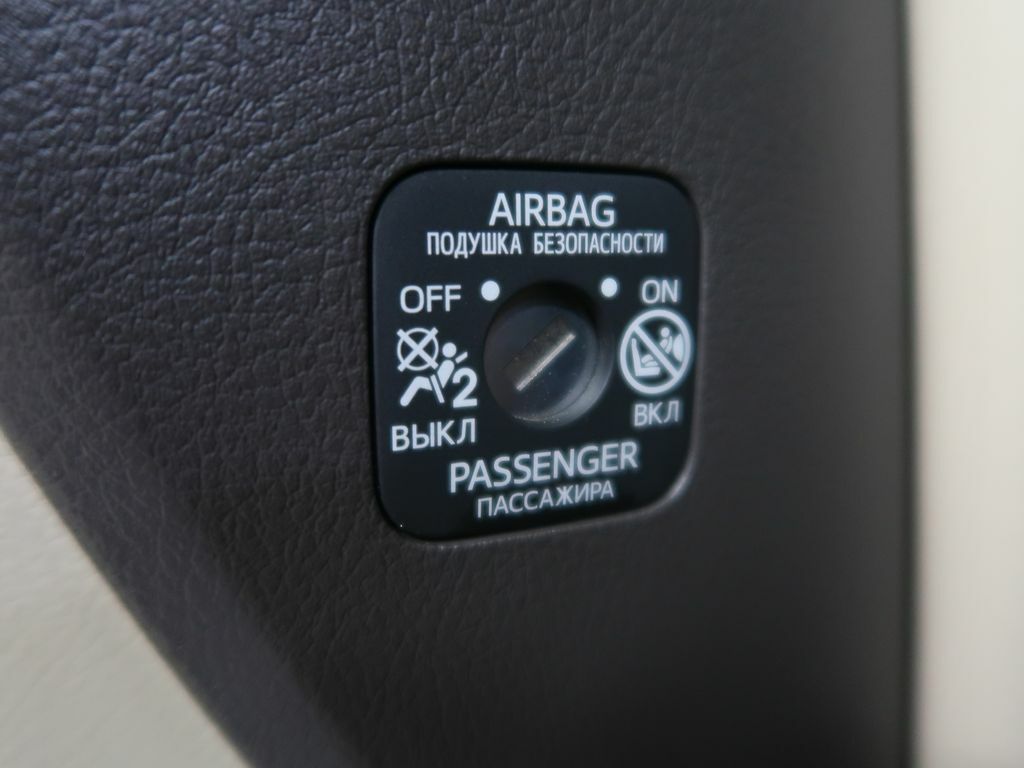 AIRBAG
ПОДУШКА БЕЗОПАСНОСТИ
OFF ON
2
ВЫКЛ ВКЛ
PASSENGER
ПАССАЖИРА